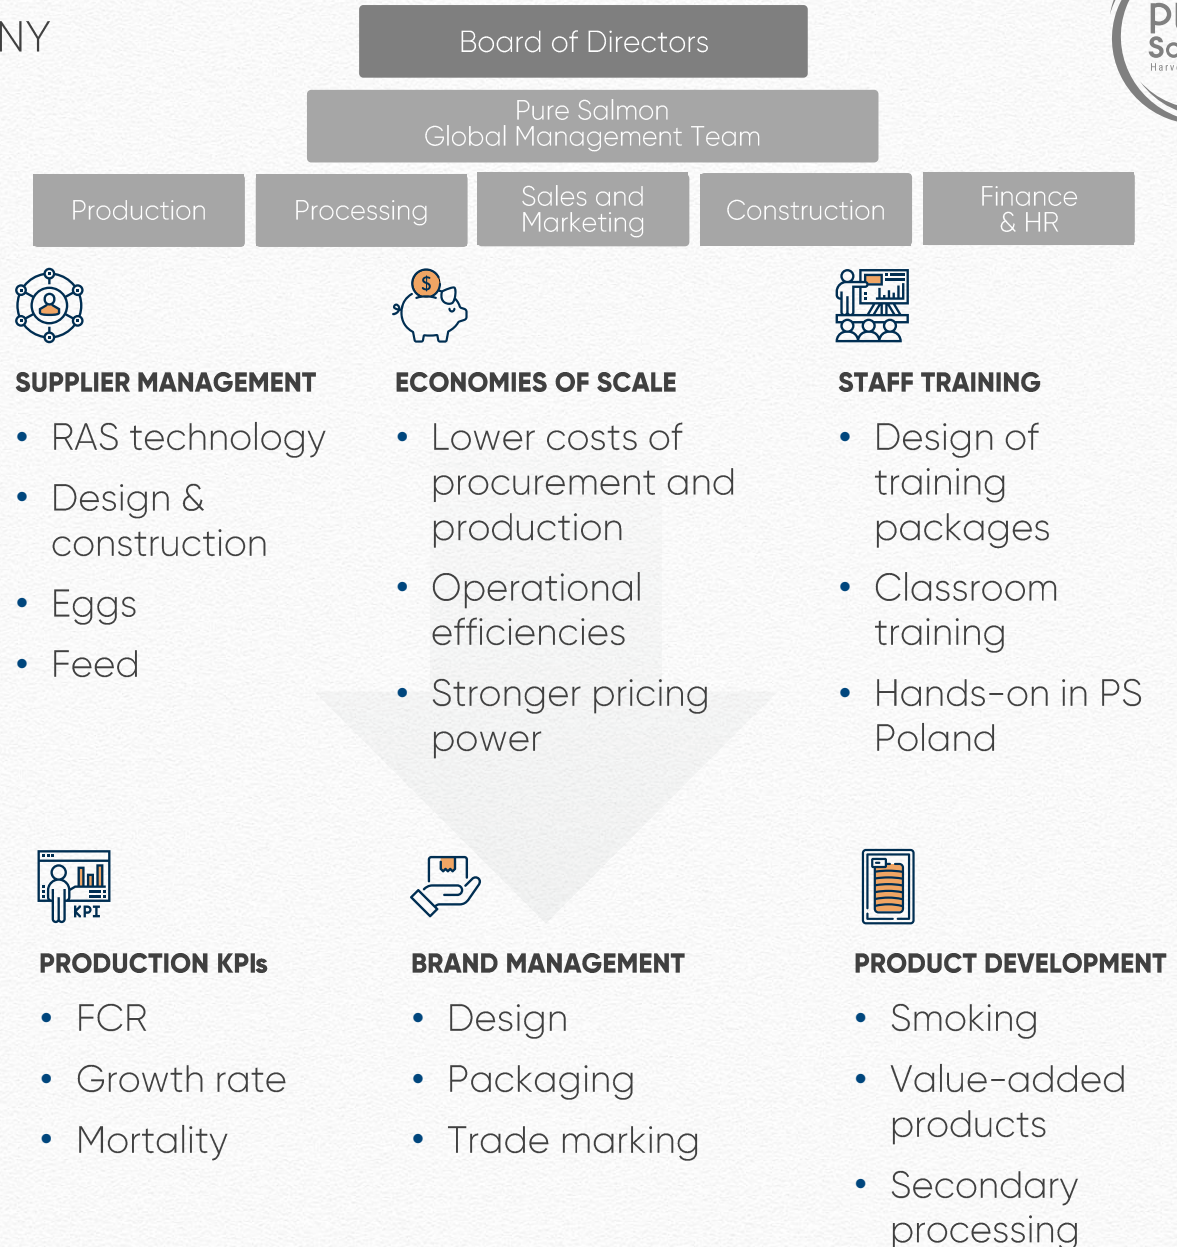 NY
Board of Directors
Pure Salmon
Global Management Team
Production
Processing
Sales and
Marketing
Construction
Finance
& HR
SUPPLIER MANAGEMENT
• RAS technology
• Design &
construction
• Eggs
• Feed
ECONOMIES OF SCALE
• Lower costs of
procurement and
production
• Operational
efficiencies
• Stronger pricing
power
STAFF TRAINING
• Design of
training
packages
• Classroom
training
• Hands-on in PS
Poland
KPI
PRODUCTION KPIs
• FCR
• Growth rate
• Mortality
BRAND MANAGEMENT
• Design
• Packaging
• Trade marking
PRODUCT DEVELOPMENT
• Smoking
• Value-added
products
• Secondary
processing